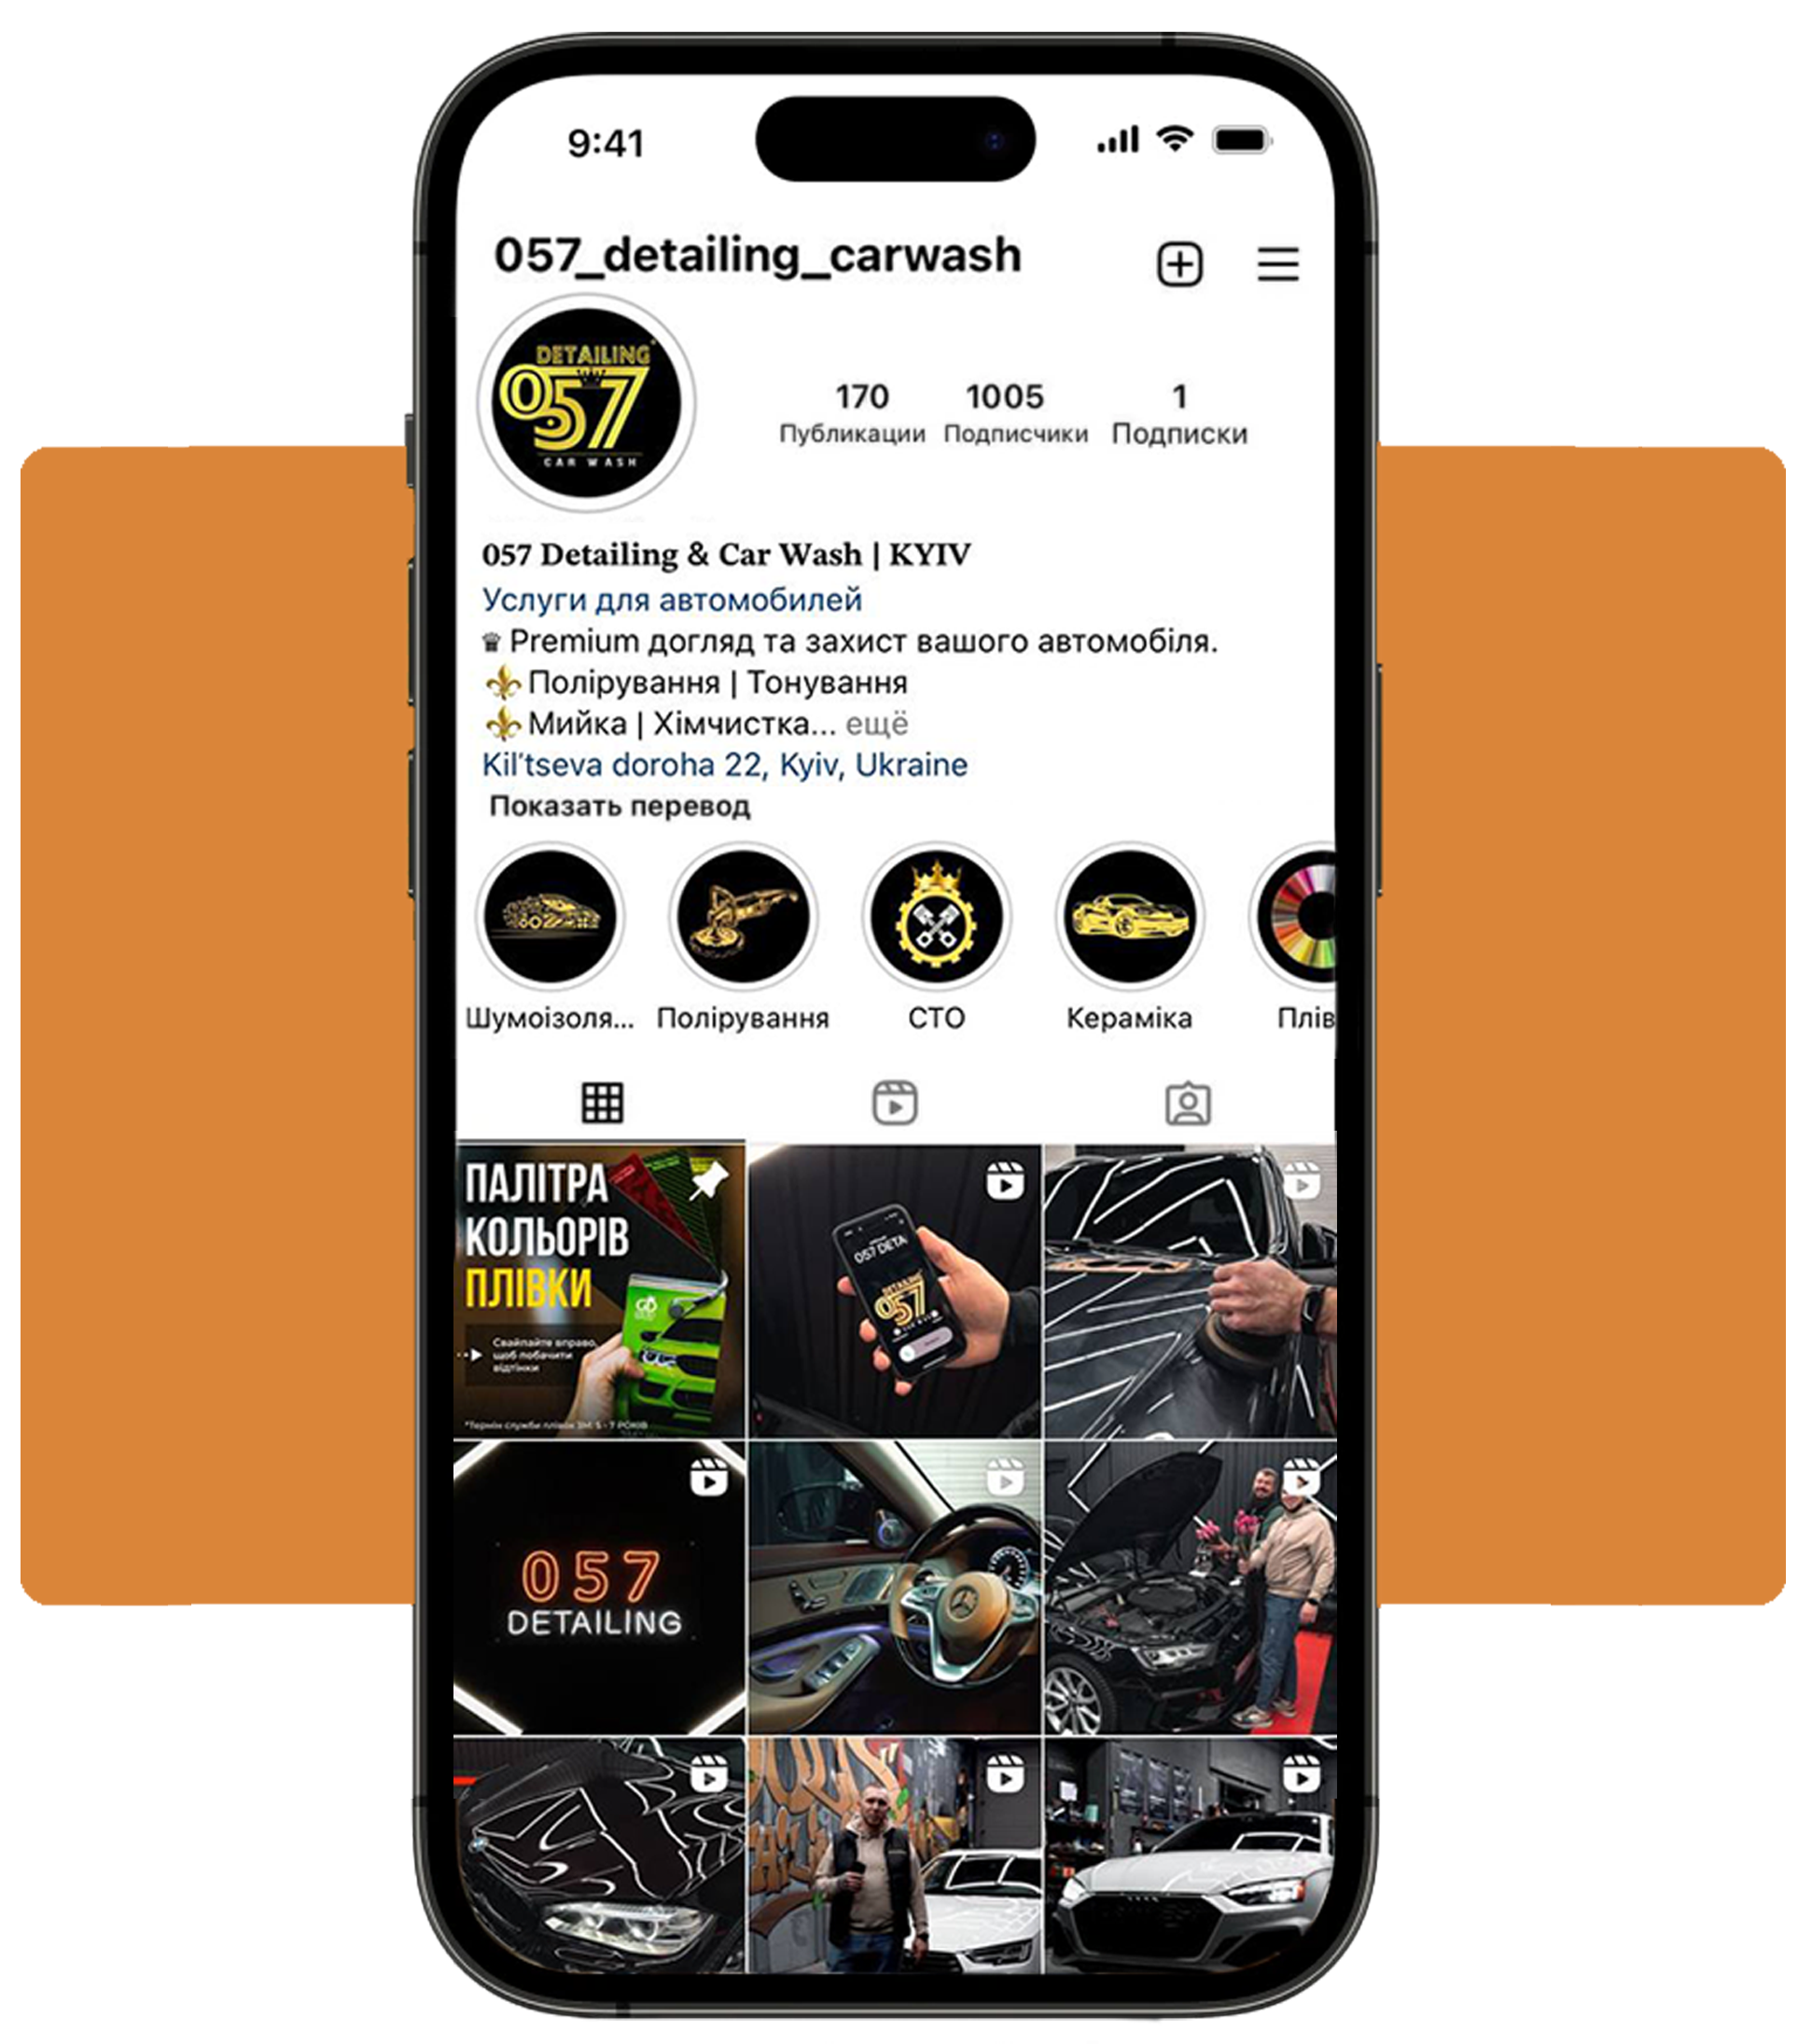 9:41
057_detailing_carwash
DETAILING
057
CAR WASH
170
1005
1
Публикации
Подписчики
Подписки
057 Detailing & Car Wash | KYIV
Услуги для автомобилей
Premium догляд та захист вашого автомобіля.
Полірування | Тонування
Мийка | Хімчистка... ещё
Kil'tseva doroha 22, Kyiv, Ukraine
Показать перевод
Шумоізоля...
Полірування
СТО
Кераміка
Плів
ПАЛІТРА
КОЛЬОРІВ
ПЛІВКИ
Свайпайте вправо,
щоб побачити
відтінки
*Термін служби плівок 3М: 5 - 7 РОКІВ
057 DETA
DETAILING
057
057
DETAILING